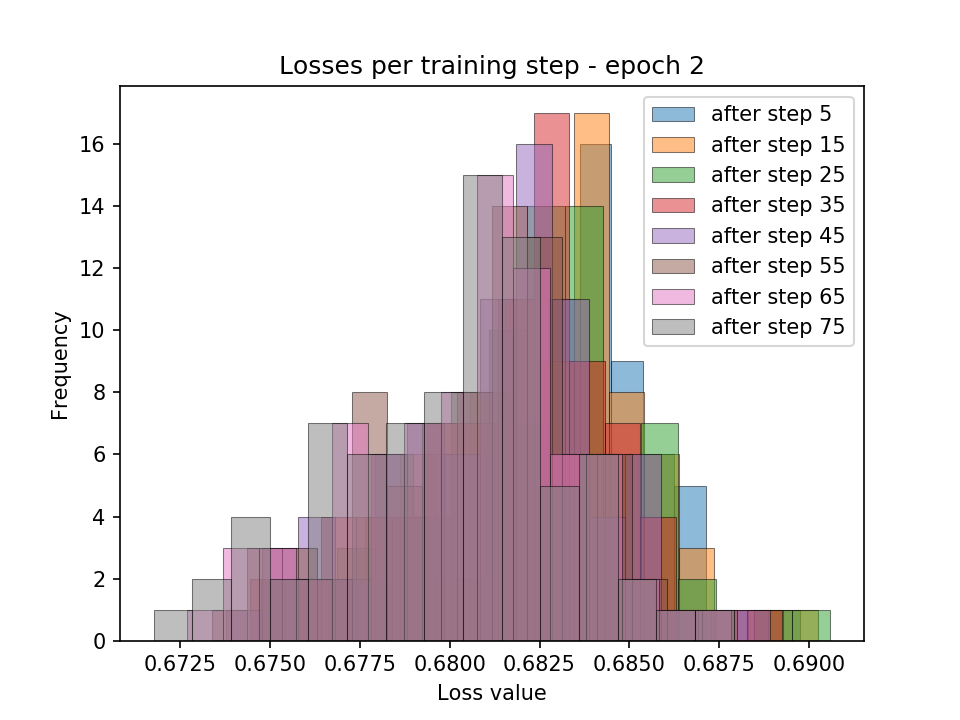 Losses per training step - epoch 2
Frequency
16
14
12
10
8
6
4
2
0
after step 5
after step 15
after step 25
after step 35
after step 45
after step 55
after step 65
after step 75
0.6725 0.6750 0.6775 0.6800 0.6825 0.6850 0.6875 0.6900
Loss value